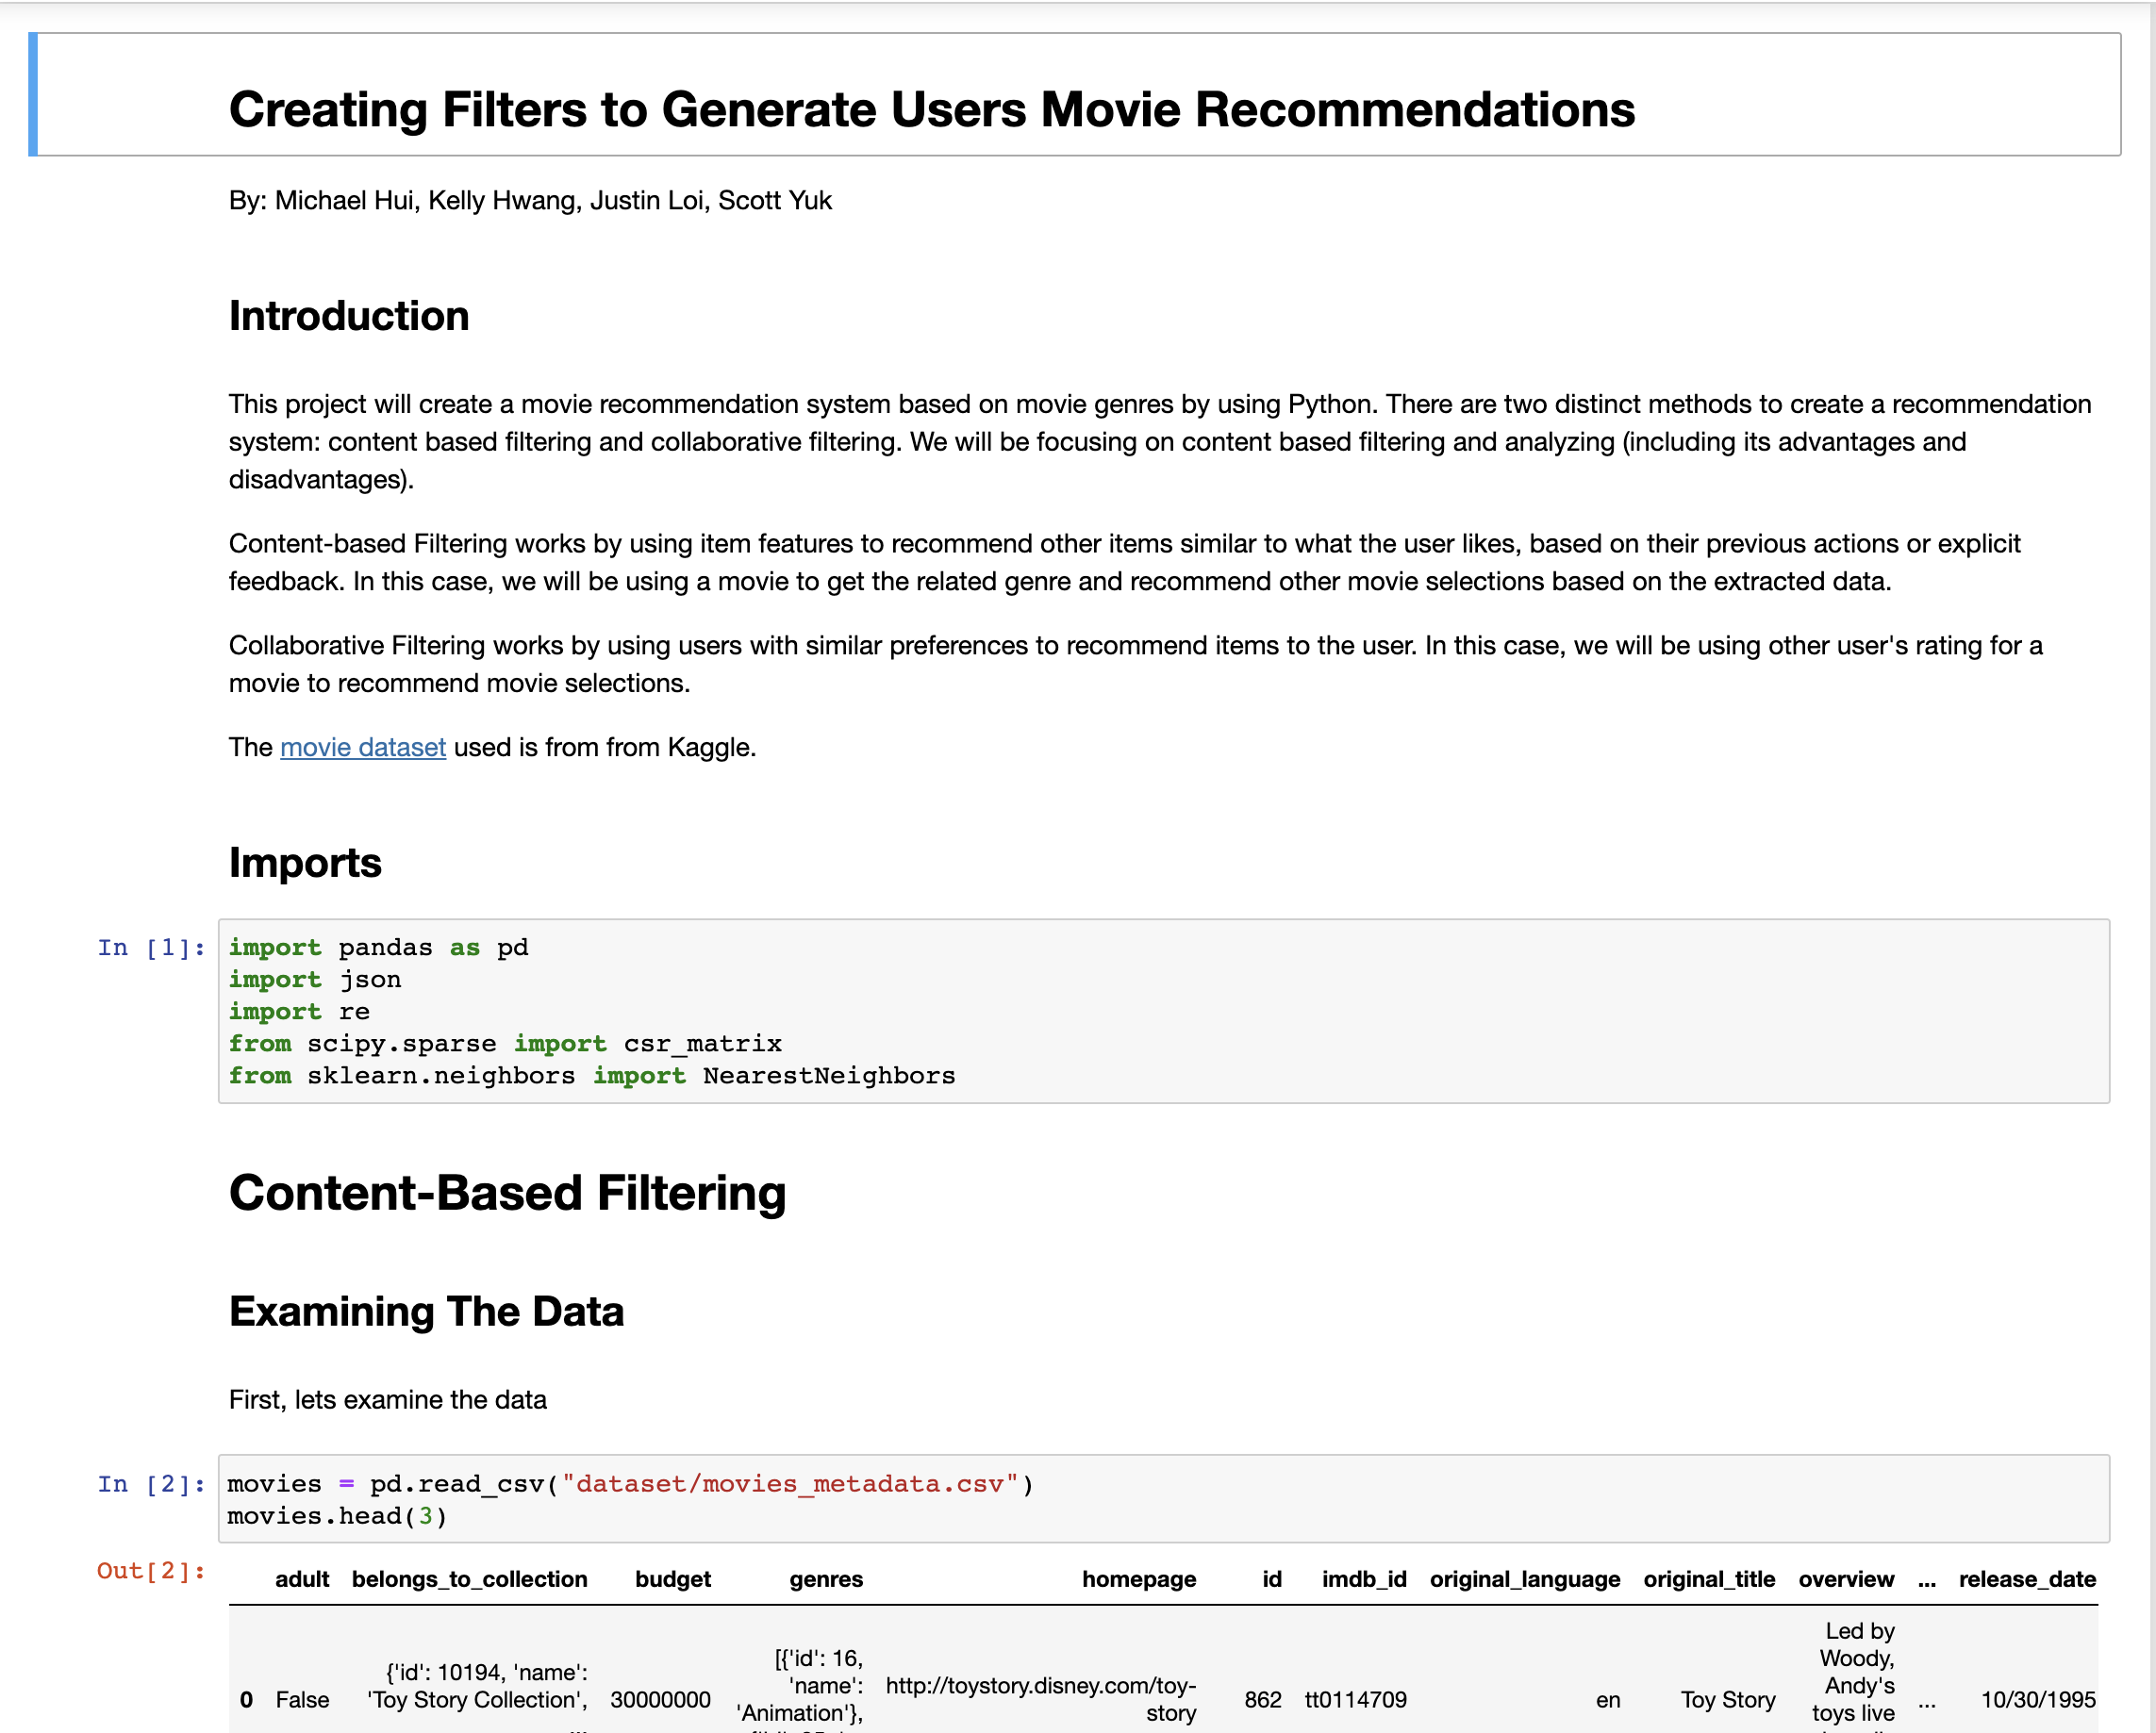 Creating Filters to Generate Users Movie Recommendations
By: Michael Hui, Kelly Hwang, Justin Loi, Scott Yuk
Introduction
This project will create a movie recommendation system based on movie genres by using Python. There are two distinct methods to create a recommendation
system: content based filtering and collaborative filtering. We will be focusing on content based filtering and analyzing (including its advantages and
disadvantages).
Content-based Filtering works by using item features to recommend other items similar to what the user likes, based on their previous actions or explicit
feedback. In this case, we will be using a movie to get the related genre and recommend other movie selections based on the extracted data.
Collaborative Filtering works by using users with similar preferences to recommend items to the user. In this case, we will be using other user's rating for a
movie to recommend movie selections.
The movie dataset used is from from Kaggle.
Imports
In [1]:
import pandas as pd
import json
import re
from scipy.sparse import csr_matrix
from sklearn.neighbors import NearestNeighbors
Content-Based Filtering
Examining The Data
First, lets examine the data
In [2]:
movies = pd.read_csv("dataset/movies_metadata.csv")
movies.head(3)
Out[2]:
adult belongs_to_collection budget genres homepage id imdb_id original_language original_title overview ... release_date
0 False
{'id': 10194, 'name':
'Toy Story Collection',
30000000
[{'id': 16,
'name':
'Animation'},
http://toystory.disney.com/toy-
story
862 tt0114709 en Toy Story
Led by
Woody,
Andy's
toys live
... 10/30/1995